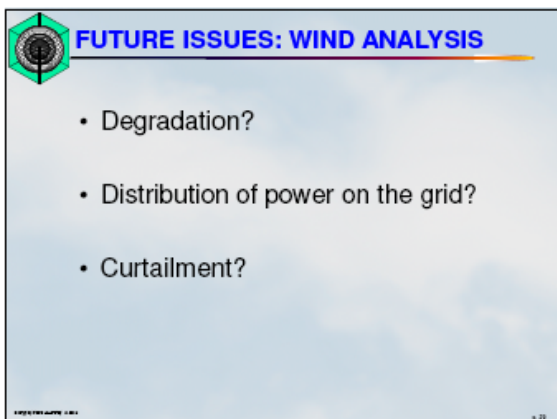 FUTURE ISSUES: WIND ANALYSIS
• Degradation?
• Distribution of power on the grid?
• Curtailment?